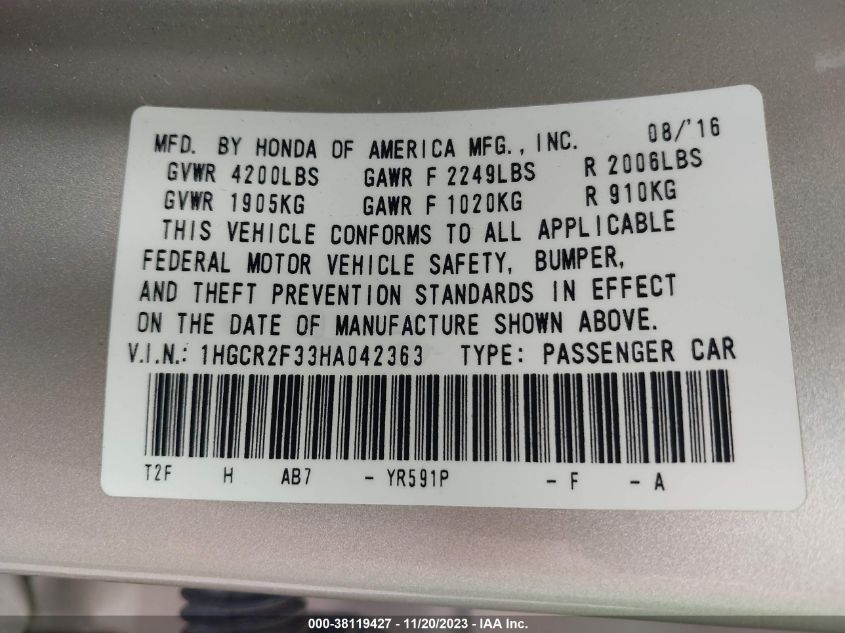 MFD. BY HONDA OF AMERICA MFG., INC. 08/'16
GVWR 4200LBS GAWR F 2249LBS R 2006LBS
GVWR 1905KG GAWR F 1020KG R 910KG
THIS VEHICLE CONFORMS TO ALL APPLICABLE
FEDERAL MOTOR VEHICLE SAFETY, BUMPER,
AND THEFT PREVENTION STANDARDS IN EFFECT
ON THE DATE OF MANUFACTURE SHOWN ABOVE.
V.I.N.: 1HGCR2F33HA042363 TYPE: PASSENGER CAR
T2F H AB7 - YR591P - F - A
000-38119427 - 11/20/2023 - IAA Inc.